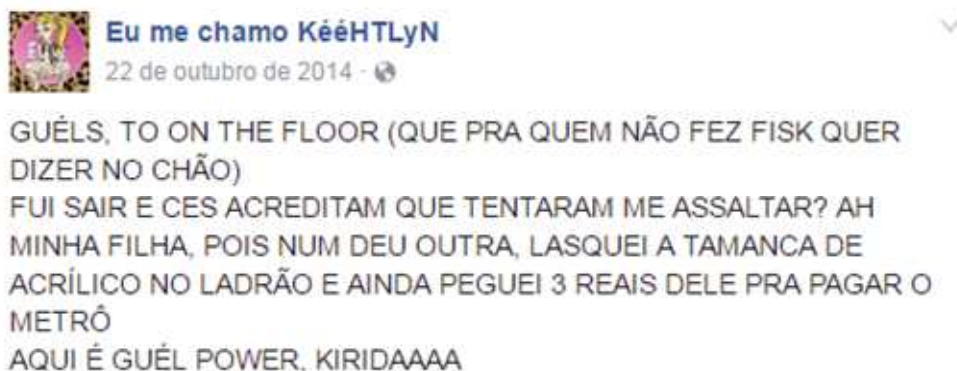 Eu me chamo KééHTLyN
22 de outubro de 2014 ·
GUÉLS, TO ON THE FLOOR (QUE PRA QUEM NÃO FEZ FISK QUER
DIZER NO CHÃO)
FUI SAIR E CES ACREDITAM QUE TENTARAM ME ASSALTAR? AH
MINHA FILHA, POIS NUM DEU OUTRA, LASQUEI A TAMANCA DE
ACRÍLICO NO LADRÃO E AINDA PEGUEI 3 REAIS DELE PRA PAGAR O
METRÔ
AQUI É GUÉL POWER, KIRIDAAAA